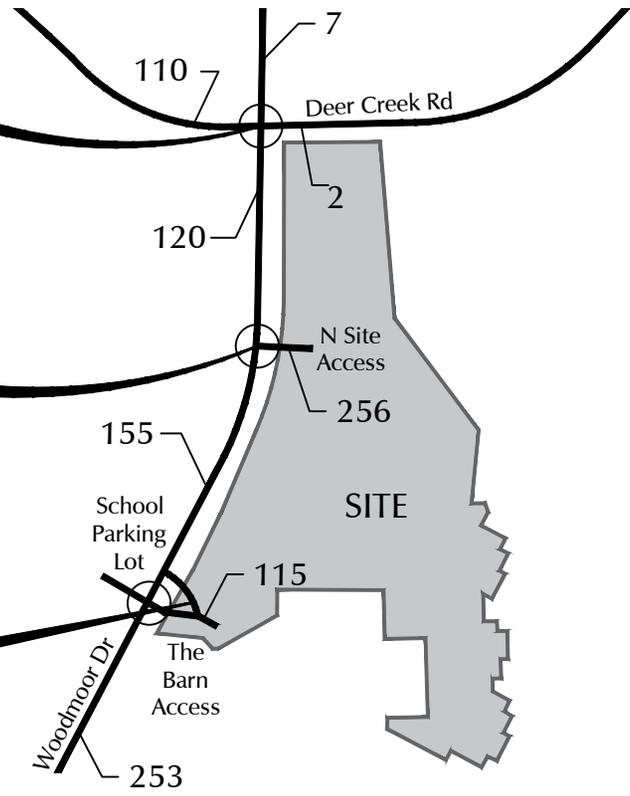 7
110
Deer Creek Rd
2
120
N Site
Access
256
155
SITE
School
Parking
Lot
115
The
Barn
Access
Woodmoor Dr
253